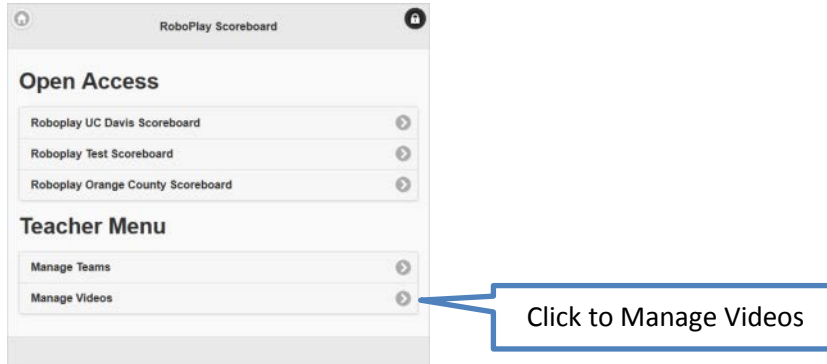 RoboPlay Scoreboard
Open Access
Roboplay UC Davis Scoreboard
Roboplay Test Scoreboard
Roboplay Orange County Scoreboard
Teacher Menu
Manage Teams
Manage Videos
Click to Manage Videos